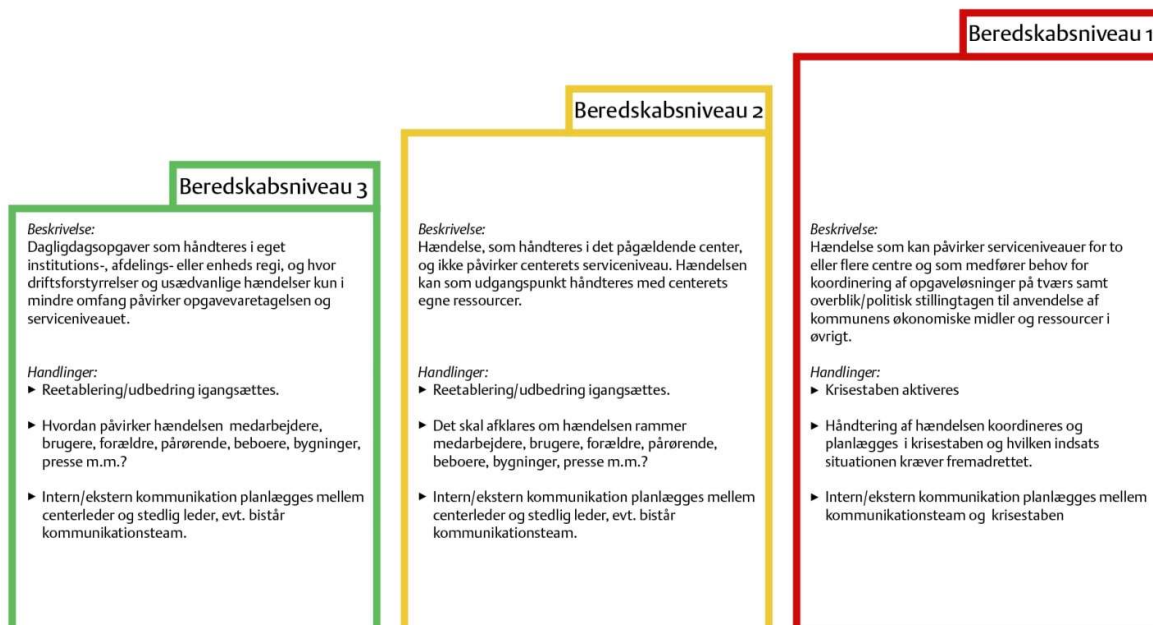 Beredskabsniveau 3
Beskrivelse:
Dagligdagsopgaver som håndteres i eget
institutions-, afdelings- eller enheds regi, og hvor
driftsforstyrrelser og usædvanlige hændelser kun i
mindre omfang påvirker opgavevaretagelsen og
serviceniveauet.
Handlinger:
► Reetablering/udbedring igangsættes.
► Hvordan påvirker hændelsen medarbejdere,
brugere, forældre, pårørende, beboere, bygninger,
presse m.m.?
► Intern/ekstern kommunikation planlægges mellem
centerleder og stedlig leder, evt. bistår
kommunikationsteam.
Beredskabsniveau 2
Beskrivelse:
Hændelse, som håndteres i det pågældende center,
og ikke påvirker centerets serviceniveau. Hændelsen
kan som udgangspunkt håndteres med centerets
egne ressourcer.
Handlinger:
► Reetablering/udbedring igangsættes.
► Det skal afklares om hændelsen rammer
medarbejdere, brugere, forældre, pårørende,
beboere, bygninger, presse m.m.?
► Intern/ekstern kommunikation planlægges mellem
centerleder og stedlig leder, evt. bistår
kommunikationsteam.
Beredskabsniveau 1
Beskrivelse:
Hændelse som kan påvirker serviceniveauer for to
eller flere centre og som medfører behov for
koordinering af opgaveløsninger på tværs samt
overblik/politisk stillingtagen til anvendelse af
kommunens økonomiske midler og ressourcer i
øvrigt.
Handlinger:
► Krisestaben aktiveres
► Håndtering af hændelsen koordineres og
planlægges i krisestaben og hvilken indsats
situationen kræver fremadrettet.
► Intern/ekstern kommunikation planlægges mellem
kommunikationsteam og krisestaben